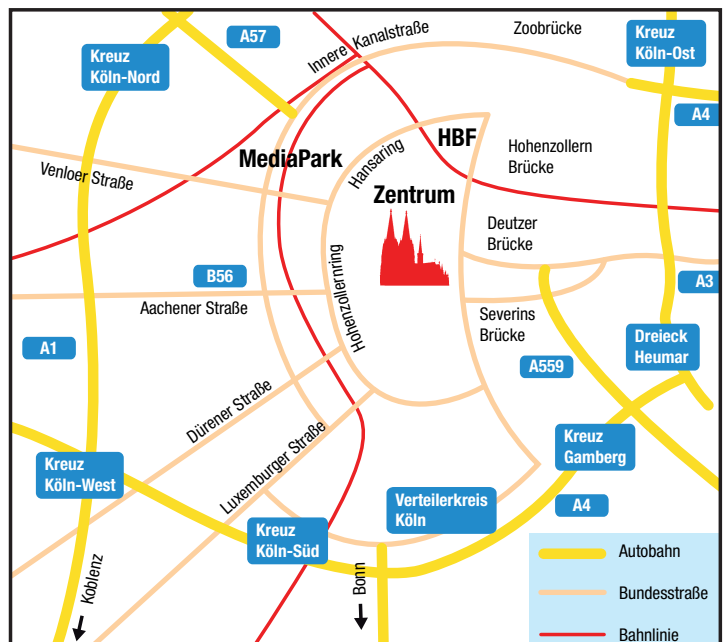 A57
Kreuz
Köln-Nord
Innere Kanalstraße
Zoobrücke
Kreuz
Köln-Ost
A4
Venloer Straße
MediaPark
Hansaring
HBF
Hohenzollern
Brücke
Zentrum
Deutzer
Brücke
B56
Aachener Straße
Hohenzollernring
Severins
Brücke
A3
A1
Dreieck
Heumar
A559
Dürener Straße
Luxemburger Straße
Kreuz
Gamberg
Kreuz
Köln-West
Verteilerkreis
Köln
A4
Kreuz
Köln-Süd
Koblenz
Bonn
Autobahn
Bundesstraße
Bahnlinie